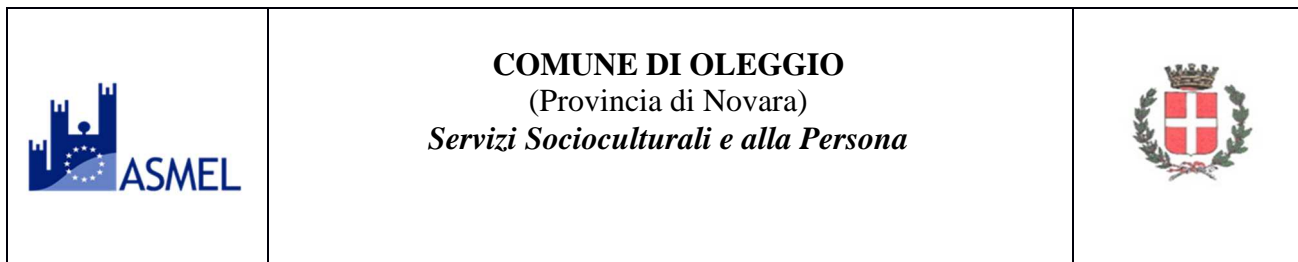 ASMEL
COMUNE DI OLEGGIO
(Provincia di Novara)
Servizi Socioculturali e alla Persona